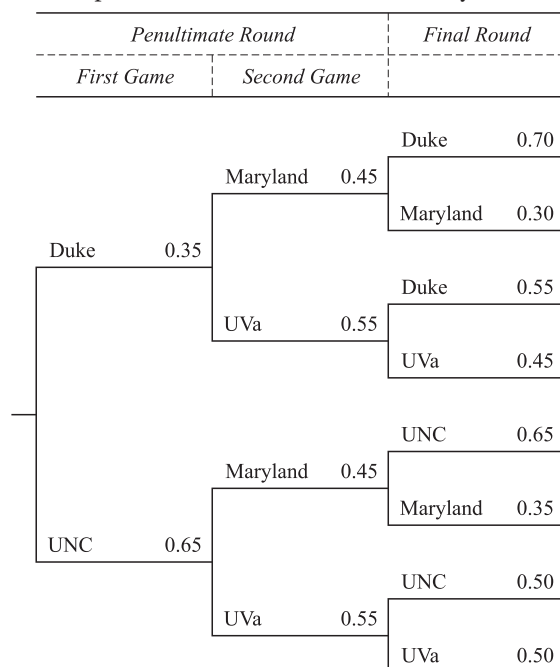 Penultimate Round Final Round
First Game Second Game
Duke 0.70
Maryland 0.45
Maryland 0.30
Duke 0.35
Duke 0.55
UVa 0.55
UVa 0.45
UNC 0.65
Maryland 0.45
Maryland 0.35
UNC 0.65
UNC 0.50
UVa 0.55
UVa 0.50